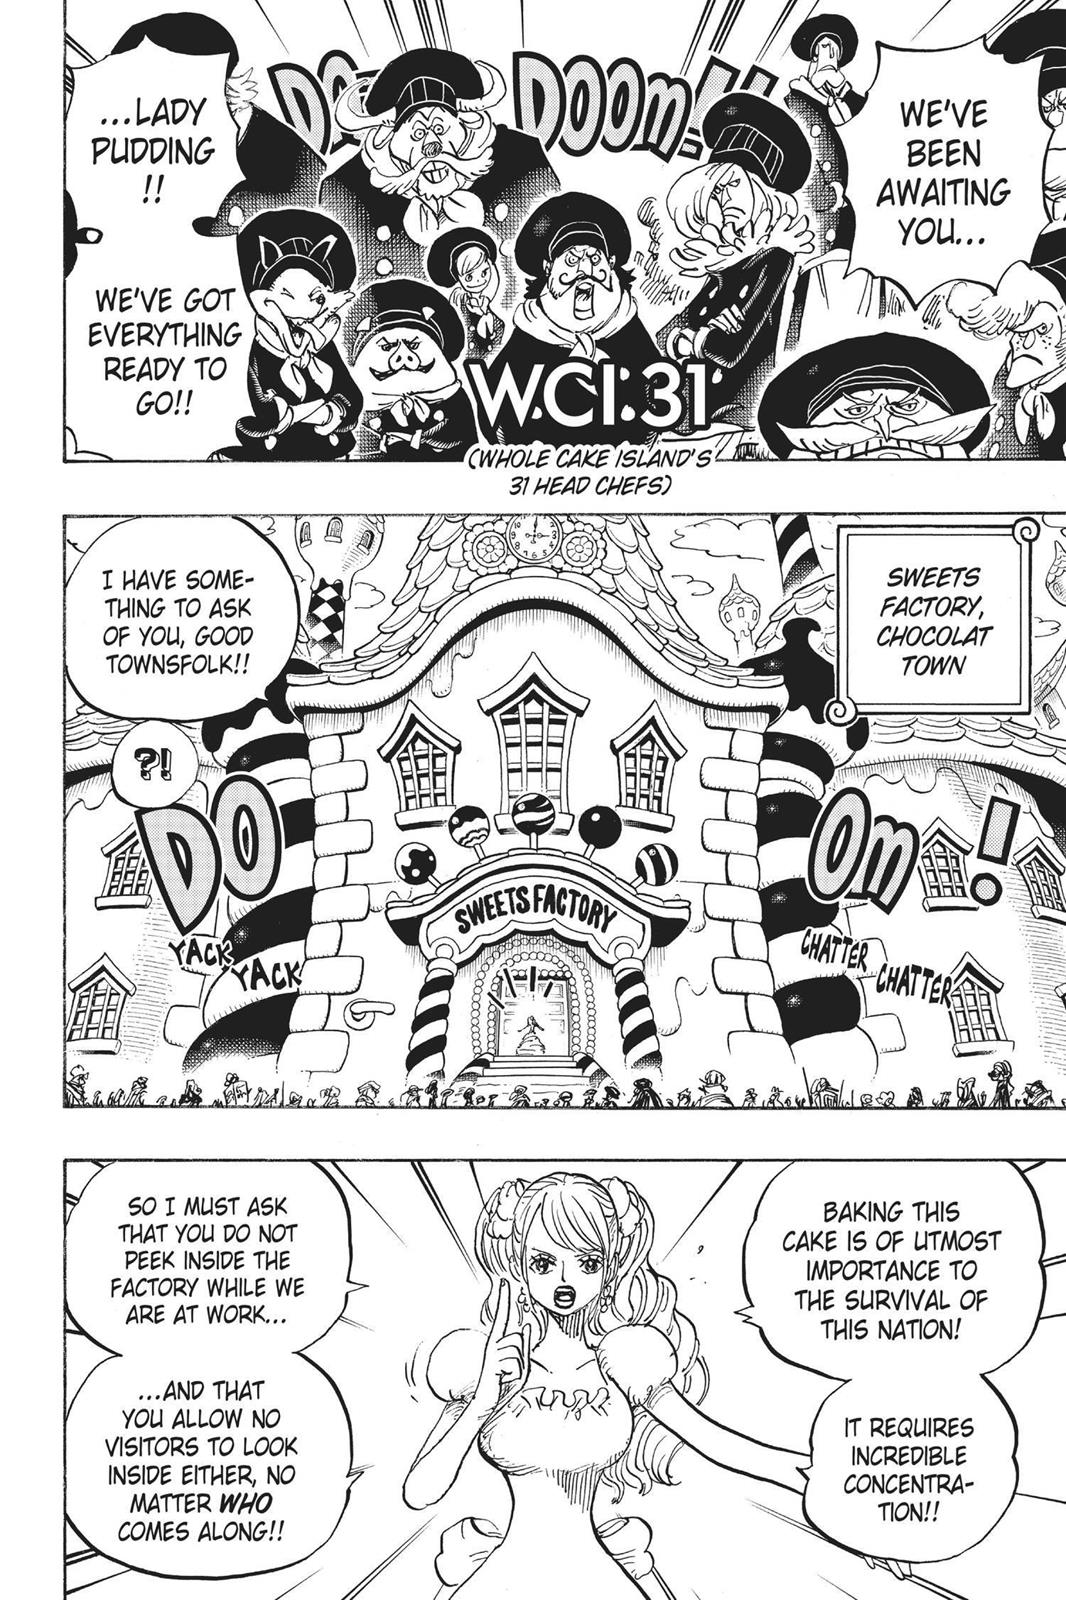 WE'VE
BEEN
AWAITING
YOU...
DO
DOOM!!
...LADY
PUDDING
!!
WE'VE GOT
EVERYTHING
READY TO
GO!!
W.C.I. 31
(WHOLE CAKE ISLAND'S
31 HEAD CHEFS)
SWEETS
FACTORY,
CHOCOLAT
TOWN
I HAVE SOME-
THING TO ASK
OF YOU, GOOD
TOWNSFOLK!!
?!
DO
OM!
SWEETS FACTORY
CHATTER
CHATTER
YACK
YACK
BAKING THIS
CAKE IS OF UTMOST
IMPORTANCE TO
THE SURVIVAL OF
THIS NATION!
IT REQUIRES
INCREDIBLE
CONCENTRA-
TION!!
SO I MUST ASK
THAT YOU DO NOT
PEEK INSIDE THE
FACTORY WHILE WE
ARE AT WORK...
...AND THAT
YOU ALLOW NO
VISITORS TO LOOK
INSIDE EITHER, NO
MATTER WHO
COMES ALONG!!